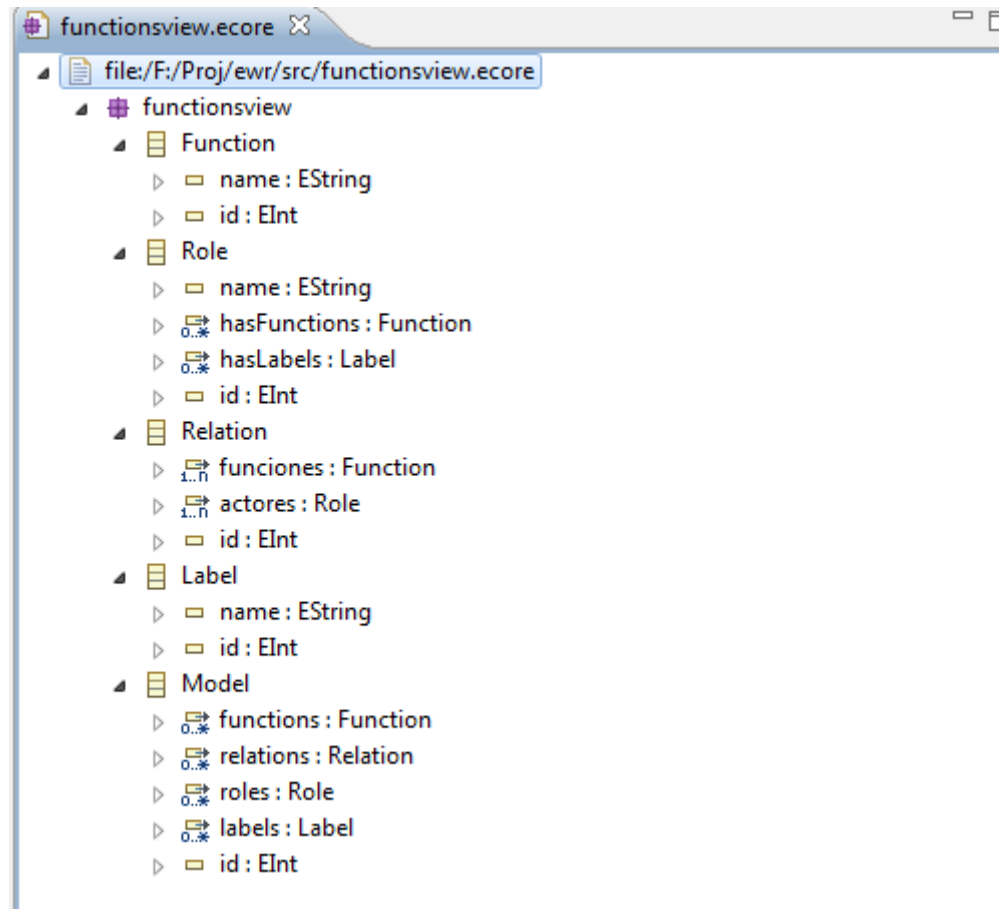 functionsview.ecore
file:/F:/Proj/ewr/src/functionsview.ecore
functionsview
Function
name : EString
id : EInt
Role
name : EString
0..* hasFunctions : Function
0..* hasLabels : Label
id : EInt
Relation
1..n funciones : Function
1..n actores : Role
id : EInt
Label
name : EString
id : EInt
Model
0..* functions : Function
0..* relations : Relation
0..* roles : Role
0..* labels : Label
id : EInt